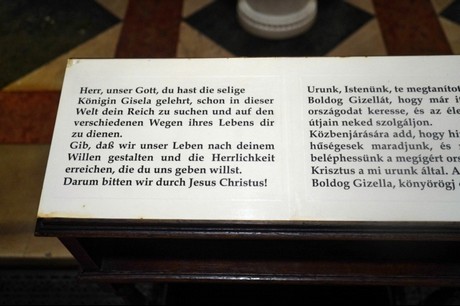 Herr, unser Gott, du hast die selige
Königin Gisela gelehrt, schon in dieser
Welt dein Reich zu suchen und auf den
verschiedenen Wegen ihres Lebens dir
zu dienen.
Gib, daß wir unser Leben nach deinem
Willen gestalten und die Herrlichkeit
erreichen, die du uns geben willst.
Darum bitten wir durch Jesus Christus!
Urunk, Istenünk, te megtanítot
Boldog Gizellát, hogy már i
országodat keresse, és az éle
útjain neked szolgáljon.
Közbenjárására add, hogy hí
hűségesek maradjunk, és
beléphessünk a megígért ors
Krisztus a mi urunk által. A
Boldog Gizella, könyörögj é